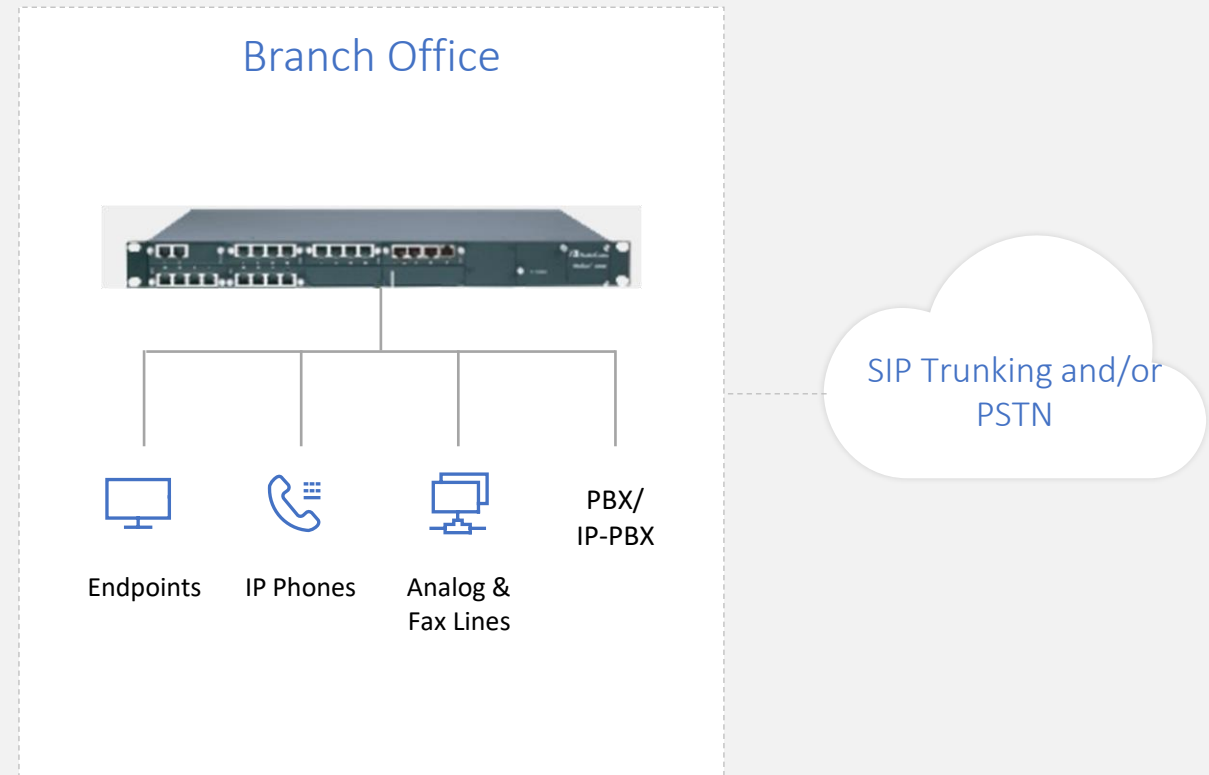 Branch Office
SIP Trunking and/or
PSTN
PBX/
IP-PBX
Endpoints
IP Phones
Analog &
Fax Lines